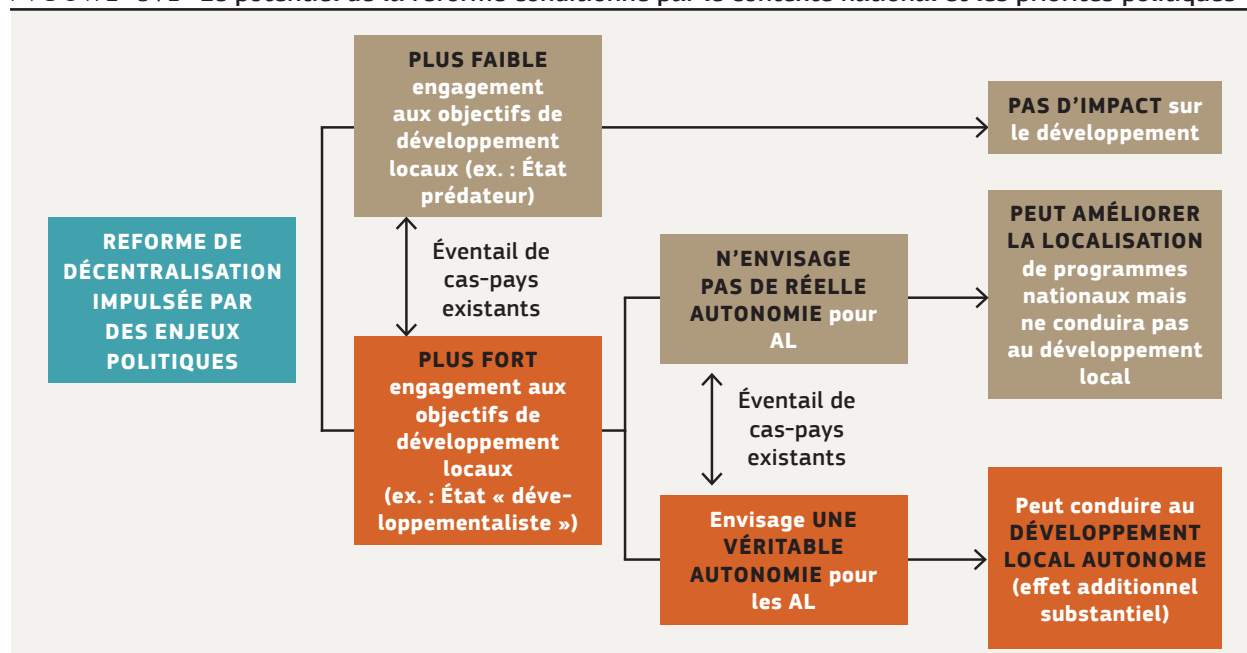 Le potentiel de la réforme conditionné par le contexte national et les priorités politiques
REFORME DE
DÉCENTRALISATION
IMPULSÉE PAR
DES ENJEUX
POLITIQUES
PLUS FAIBLE
engagement
aux objectifs de
développement
locaux (ex. : État
prédateur)
Éventail de
cas-pays
existants
PLUS FORT
engagement aux
objectifs de
développement
locaux
(ex. : État « déve-
loppementaliste »)
N'ENVISAGE
PAS DE RÉELLE
AUTONOMIE pour
AL
Éventail de
cas-pays
existants
Envisage UNE
VÉRITABLE
AUTONOMIE pour
les AL
PAS D'IMPACT sur
le développement
PEUT AMÉLIORER
LA LOCALISATION
de programmes
nationaux mais
ne conduira pas
au développement
local
Peut conduire au
DÉVELOPPEMENT
LOCAL AUTONOME
(effet additionnel
substantiel)